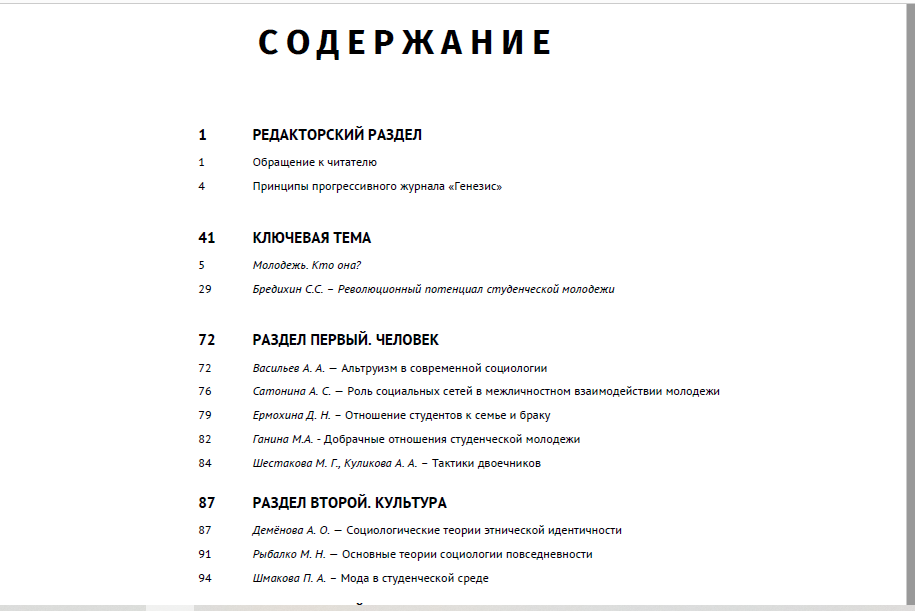 СОДЕРЖАНИЕ
1 РЕДАКТОРСКИЙ РАЗДЕЛ
1 Обращение к читателю
4 Принципы прогрессивного журнала «Генезис»
41 КЛЮЧЕВАЯ ТЕМА
5 Молодежь. Кто она?
29 Бредихин С.С. – Революционный потенциал студенческой молодежи
72 РАЗДЕЛ ПЕРВЫЙ. ЧЕЛОВЕК
72 Васильев А. А. — Альтруизм в современной социологии
76 Сатонина А. С. — Роль социальных сетей в межличностном взаимодействии молодежи
79 Ермохина Д. Н. – Отношение студентов к семье и браку
82 Ганина М.А. - Добрачные отношения студенческой молодежи
84 Шестакова М. Г., Куликова А. А. – Тактики двоечников
87 РАЗДЕЛ ВТОРОЙ. КУЛЬТУРА
87 Демёнова А. О. — Социологические теории этнической идентичности
91 Рыбалко М. Н. — Основные теории социологии повседневности
94 Шмакова П. А. – Мода в студенческой среде